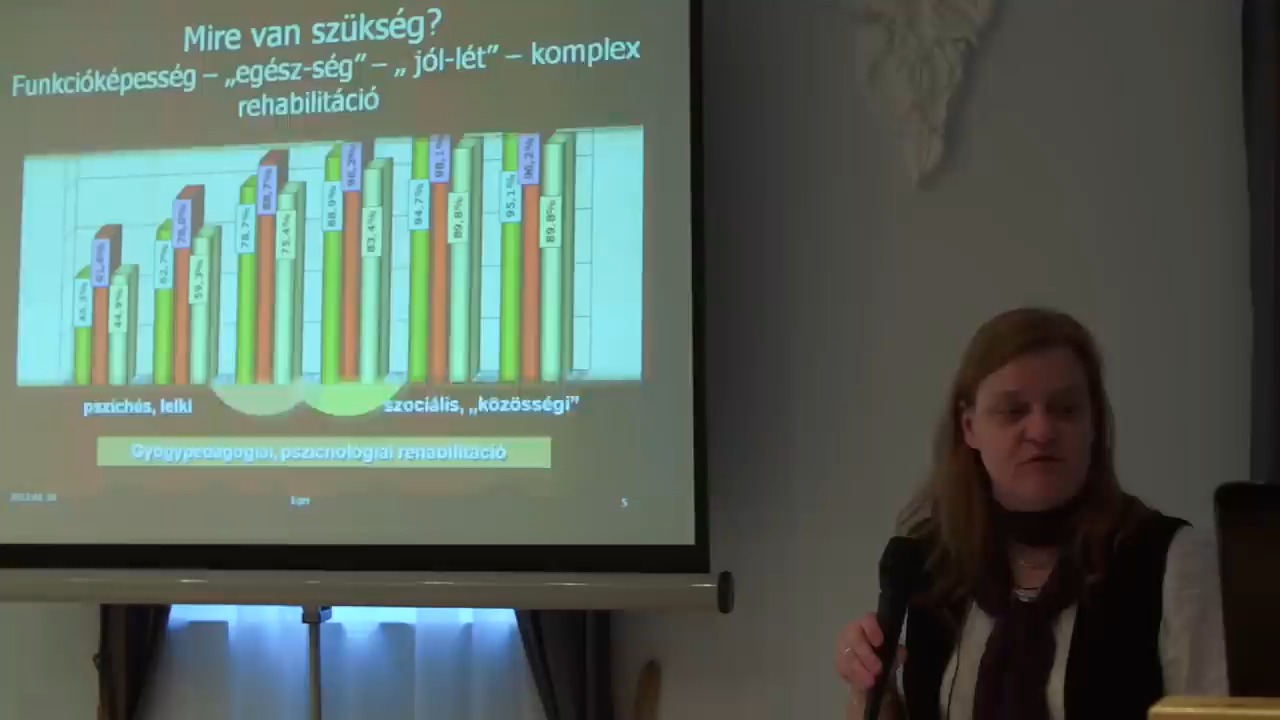 Mire van szükség?
Funkcióképesség – „egész-ség” – „ jól-lét” – komplex
rehabilitáció
62,7% 59,3%
78,7% 88,7% 75,4%
88,9% 96,2% 83,4%
94,7% 98,1% 89,8%
95,1% 96,2% 89,8%
44,9%
pszichés, lelki
szociális, „közösségi”
Gyógypedagógiai, pszichológiai rehabilitáció
5